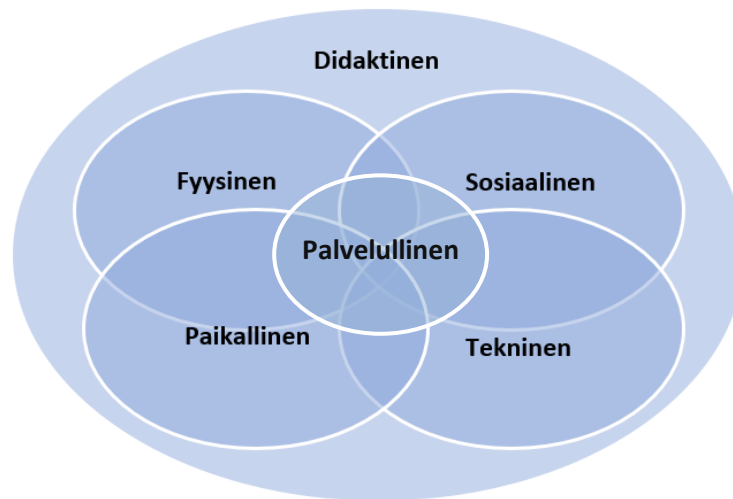 Didaktinen
Fyysinen
Sosiaalinen
Palvelullinen
Paikallinen
Tekninen